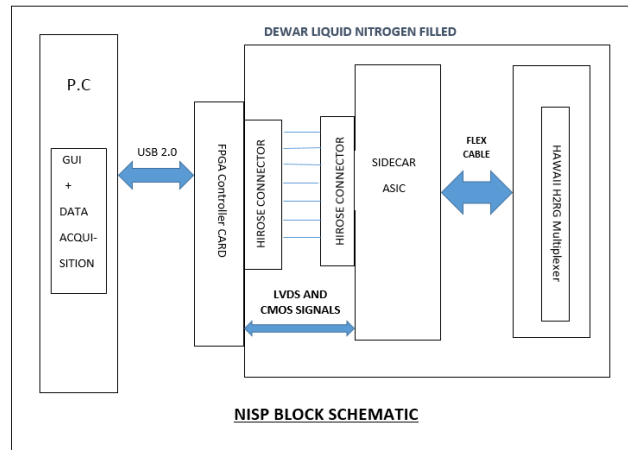 DEWAR LIQUID NITROGEN FILLED
P.C
GUI
+
DATA
ACQUI-
SITION
USB 2.0
FPGA Controller CARD
HIROSE CONNECTOR
HIROSE CONNECTOR
LVDS AND
CMOS SIGNALS
SIDECAR
ASIC
FLEX
CABLE
HAWAII H2RG Multiplexer
NISP BLOCK SCHEMATIC